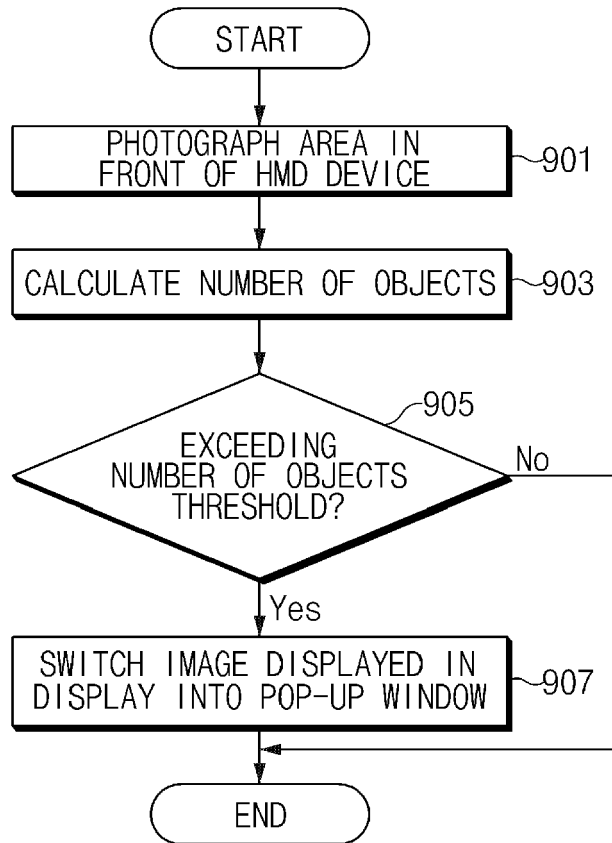 START
PHOTOGRAPH AREA IN
FRONT OF HMD DEVICE
901
CALCULATE NUMBER OF OBJECTS
903
905
EXCEEDING
NUMBER OF OBJECTS
THRESHOLD?
No
Yes
SWITCH IMAGE DISPLAYED IN
DISPLAY INTO POP-UP WINDOW
907
END